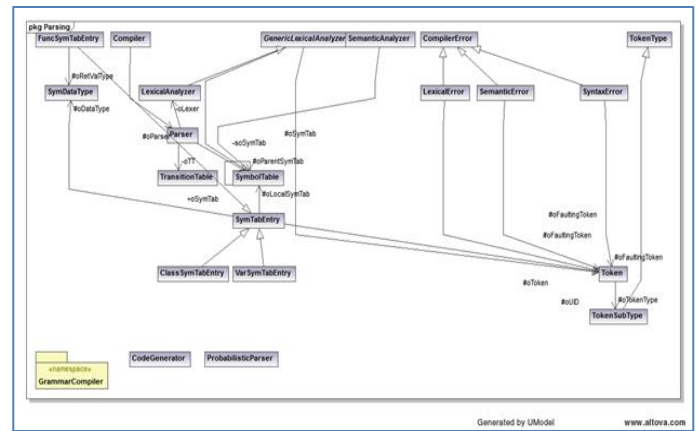 pkg Parsing
FuncSymTabEntry Compiler GenericLexicalAnalyzer SemanticAnalyzer CompilerError TokenType
#oRetValType
SymDataType LexicalAnalyzer LexicalError SemanticError SyntaxError
#oDataType -oLexer
#oParser Parser #oSymTab
-soSymTab
-oTT #oParentSymTab
TransitionTable SymbolTable
+oSymTab #oLocalSymTab
SymTabEntry #oFaultingToken
#oFaultingToken
#oFaultingToken
ClassSymTabEntry VarSymTabEntry Token
#oToken
#oUID #oTokenType
TokenSubType
«namespace»
GrammarCompiler
CodeGenerator ProbabilisticParser
Generated by UModel www.altova.com